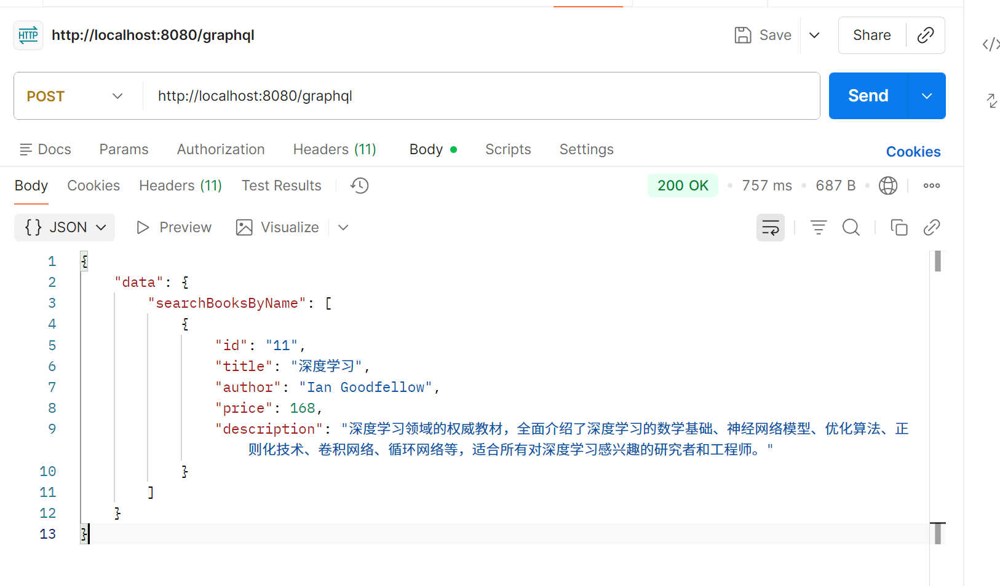 HTTP http://localhost:8080/graphql Save Share
POST http://localhost:8080/graphql Send
Docs Params Authorization Headers (11) Body Scripts Settings Cookies
Body Cookies Headers (11) Test Results 200 OK 757 ms 687 B
{} JSON Preview Visualize
1 {
2 "data": {
3 "searchBooksByName": [
4 {
5 "id": "11",
6 "title": "深度学习",
7 "author": "Ian Goodfellow",
8 "price": 168,
9 "description": "深度学习领域的权威教材，全面介绍了深度学习的数学基础、神经网络模型、优化算法、正
则化技术、卷积网络、循环网络等，适合所有对深度学习感兴趣的研究者和工程师。"
10 }
11 ]
12 }
13 }